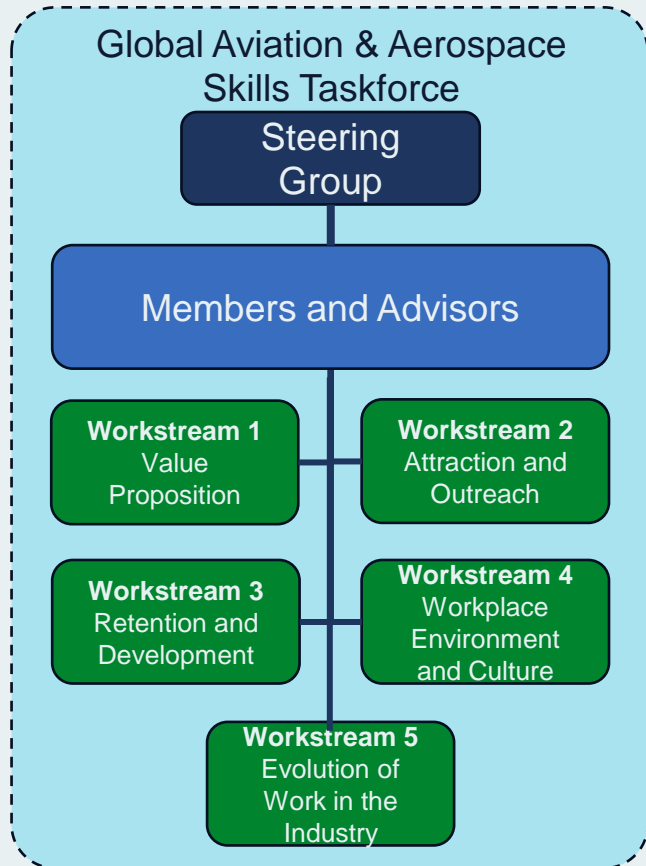 Global Aviation & Aerospace
Skills Taskforce
Steering
Group
Members and Advisors
Workstream 1
Value
Proposition
Workstream 2
Attraction and
Outreach
Workstream 3
Retention and
Development
Workstream 4
Workplace
Environment
and Culture
Workstream 5
Evolution of
Work in the
Industry